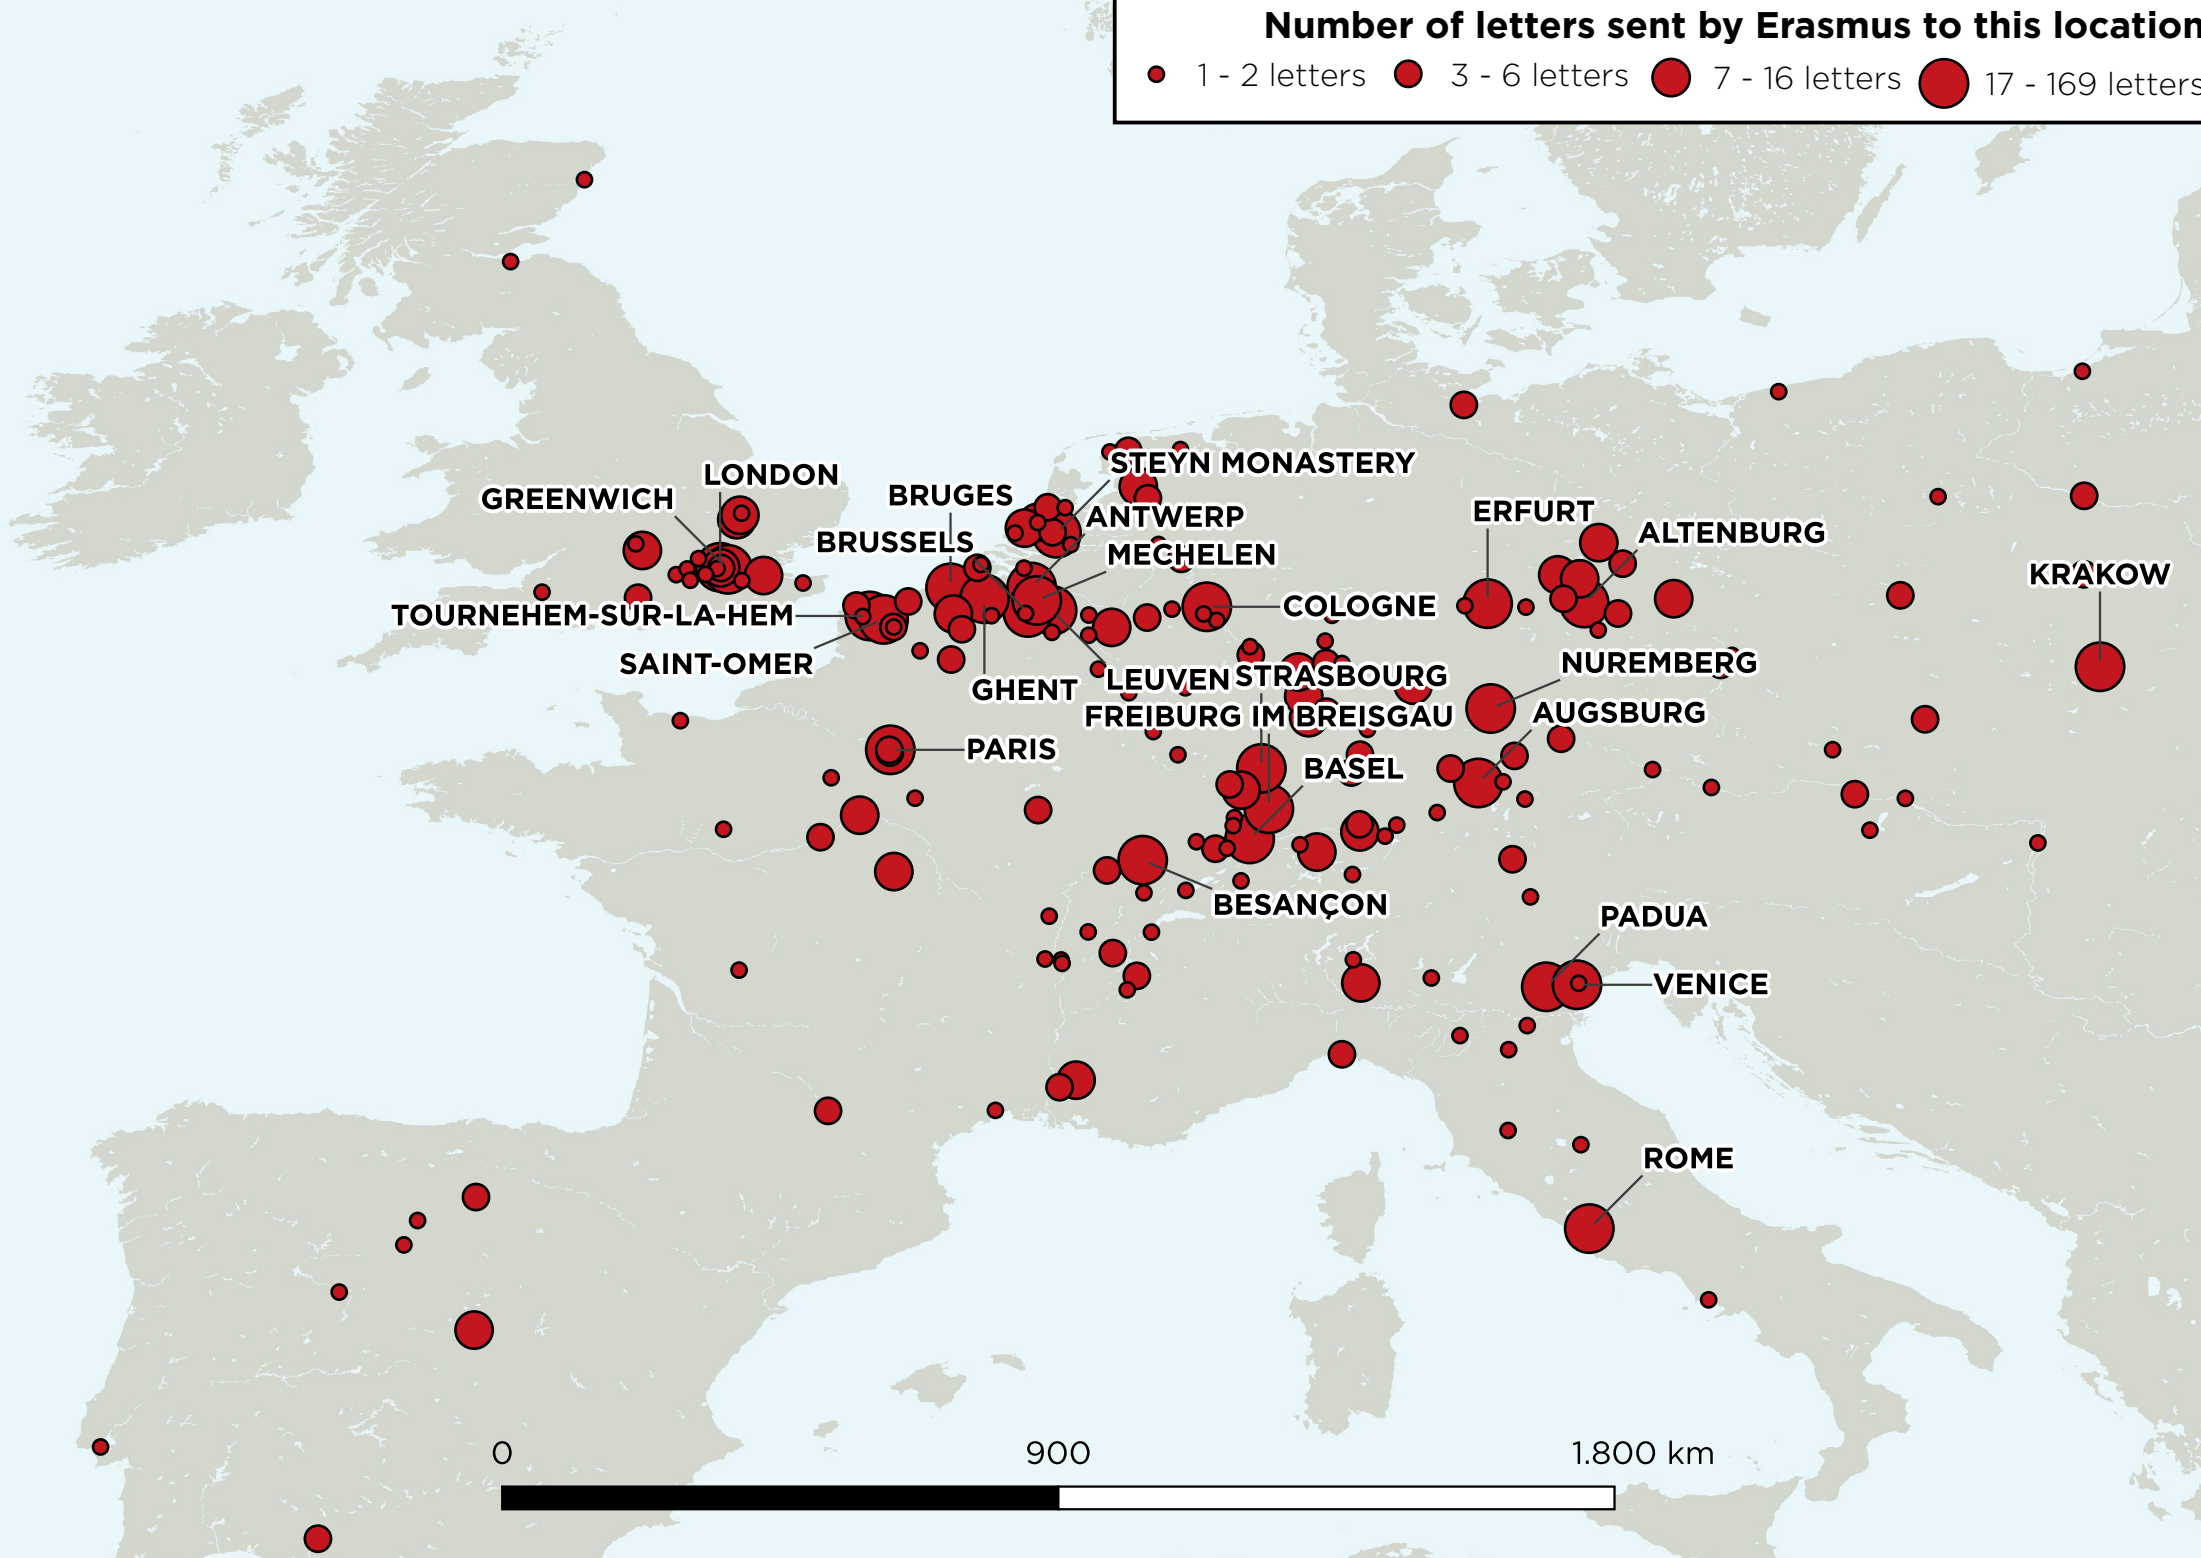 Number of letters sent by Erasmus to this location
1 - 2 letters
3 - 6 letters
7 - 16 letters
17 - 169 letters
LONDON
GREENWICH
STEYN MONASTERY
BRUGES
ANTWERP
ERFURT
ALTENBURG
BRUSSELS
MECHELEN
KRAKOW
TOURNEHEM-SUR-LA-HEM
COLOGNE
SAINT-OMER
NUREMBERG
GHENT
LEUVEN
STRASBOURG
FREIBURG IM BREISGAU
AUGSBURG
PARIS
BASEL
BESANÇON
PADUA
VENICE
ROME
0
900
1.800 km